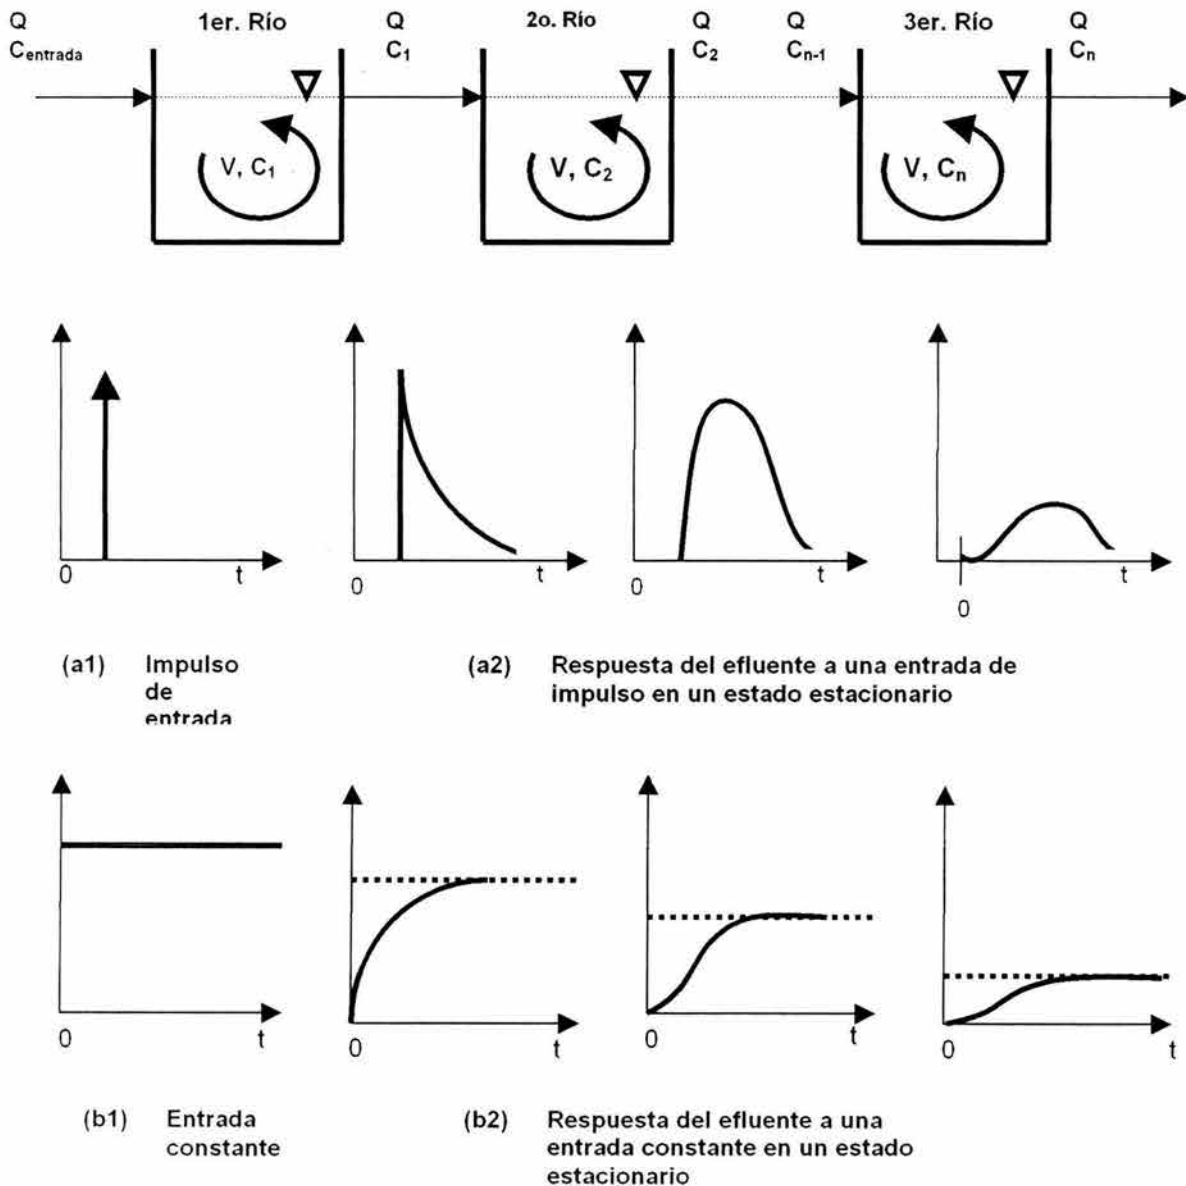 Q 1er. Río Q 2o. Río Q Q 3er. Río Q
Centrada C1 C2 Cn-1 Cn
V, C1 V, C2 V, Cn
0 t 0 t 0 t 0 t
(a1) Impulso de entrada
(a2) Respuesta del efluente a una entrada de
impulso en un estado estacionario
0 t 0 t 0 t 0 t
(b1) Entrada
constante
(b2) Respuesta del efluente a una
entrada constante en un estado
estacionario